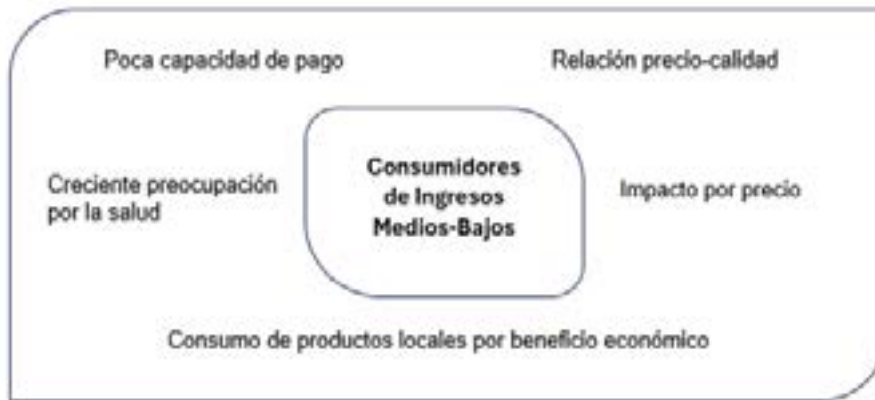 Poca capacidad de pago
Relación precio-calidad
Creciente preocupación
por la salud
Consumidores
de Ingresos
Medios-Bajos
Impacto por precio
Consumo de productos locales por beneficio económico